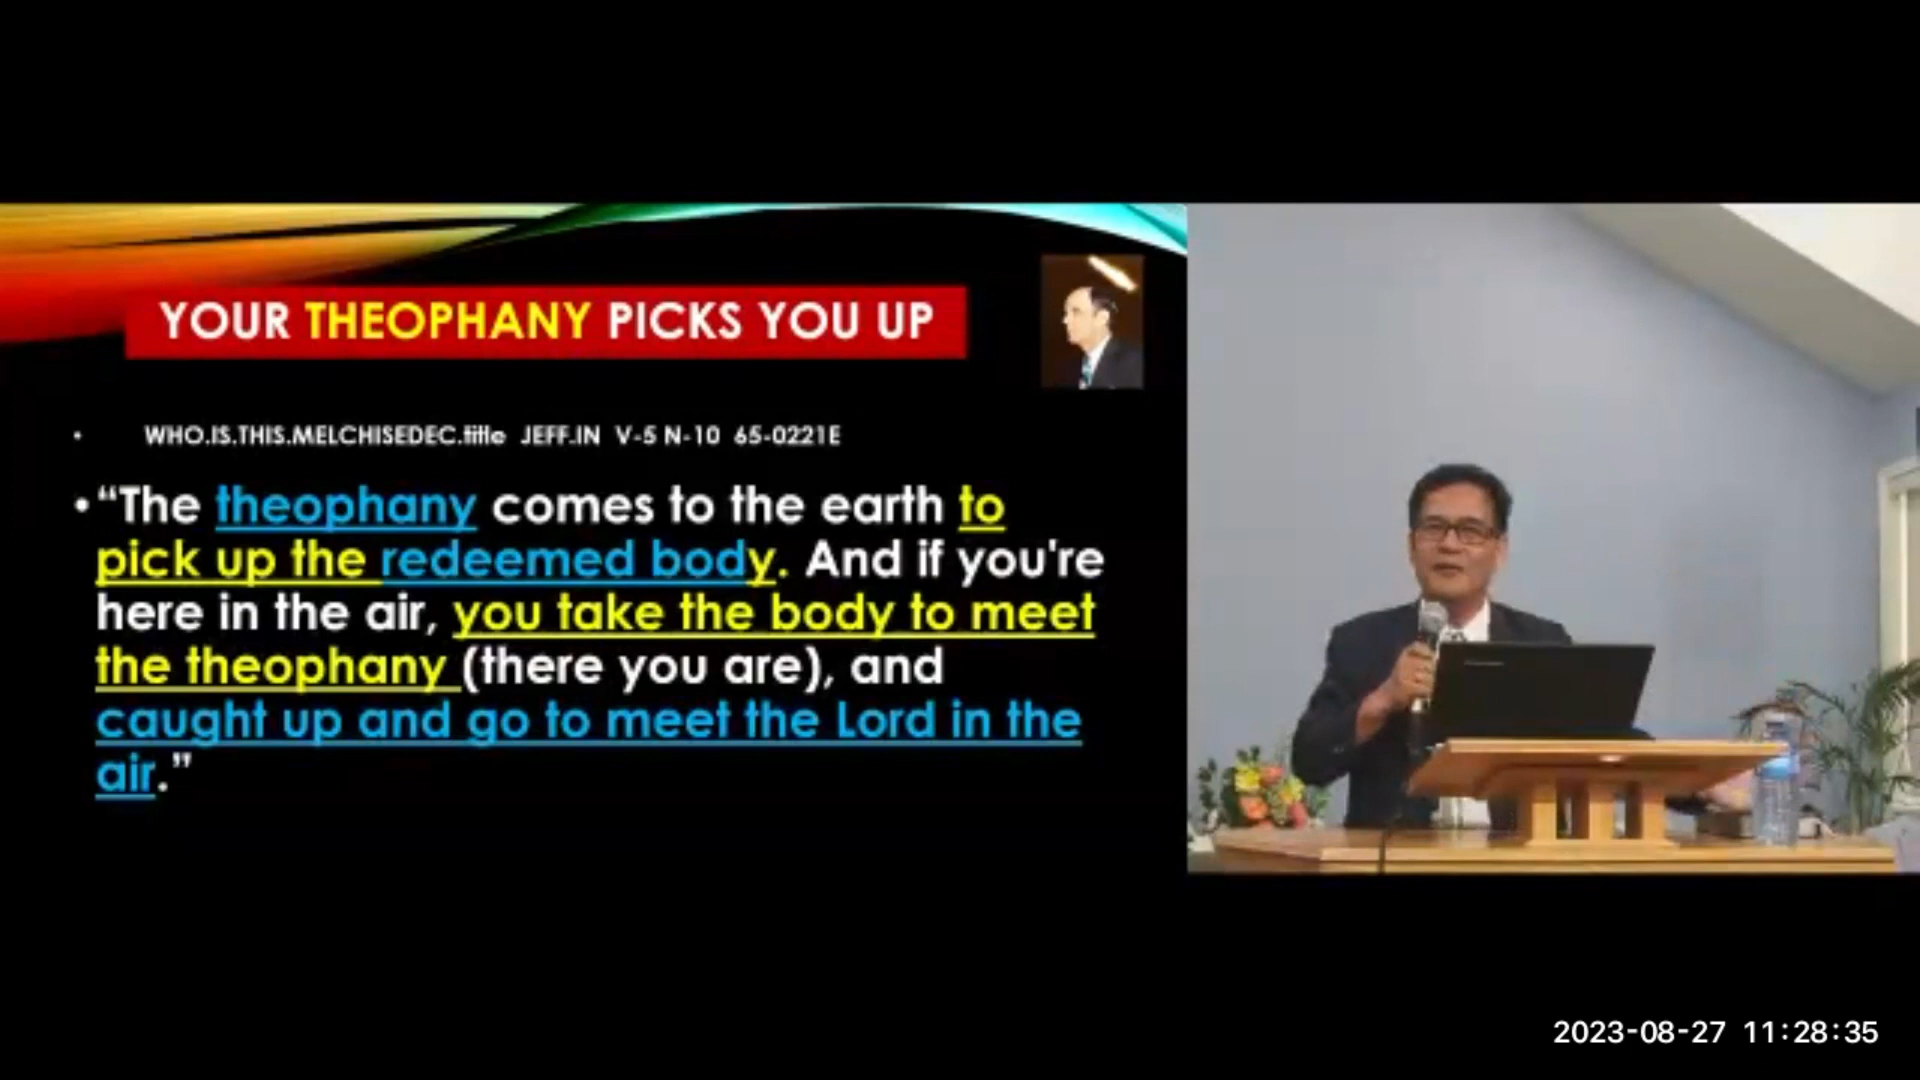 YOUR THEOPHANY PICKS YOU UP
• WHO.IS.THIS.MELCHISEDEC.title JEFF.IN V-5 N-10 65-0221E
• “The theophany comes to the earth to
pick up the redeemed body. And if you're
here in the air, you take the body to meet
the theophany (there you are), and
caught up and go to meet the Lord in the
air.”
2023-08-27 11:28:35